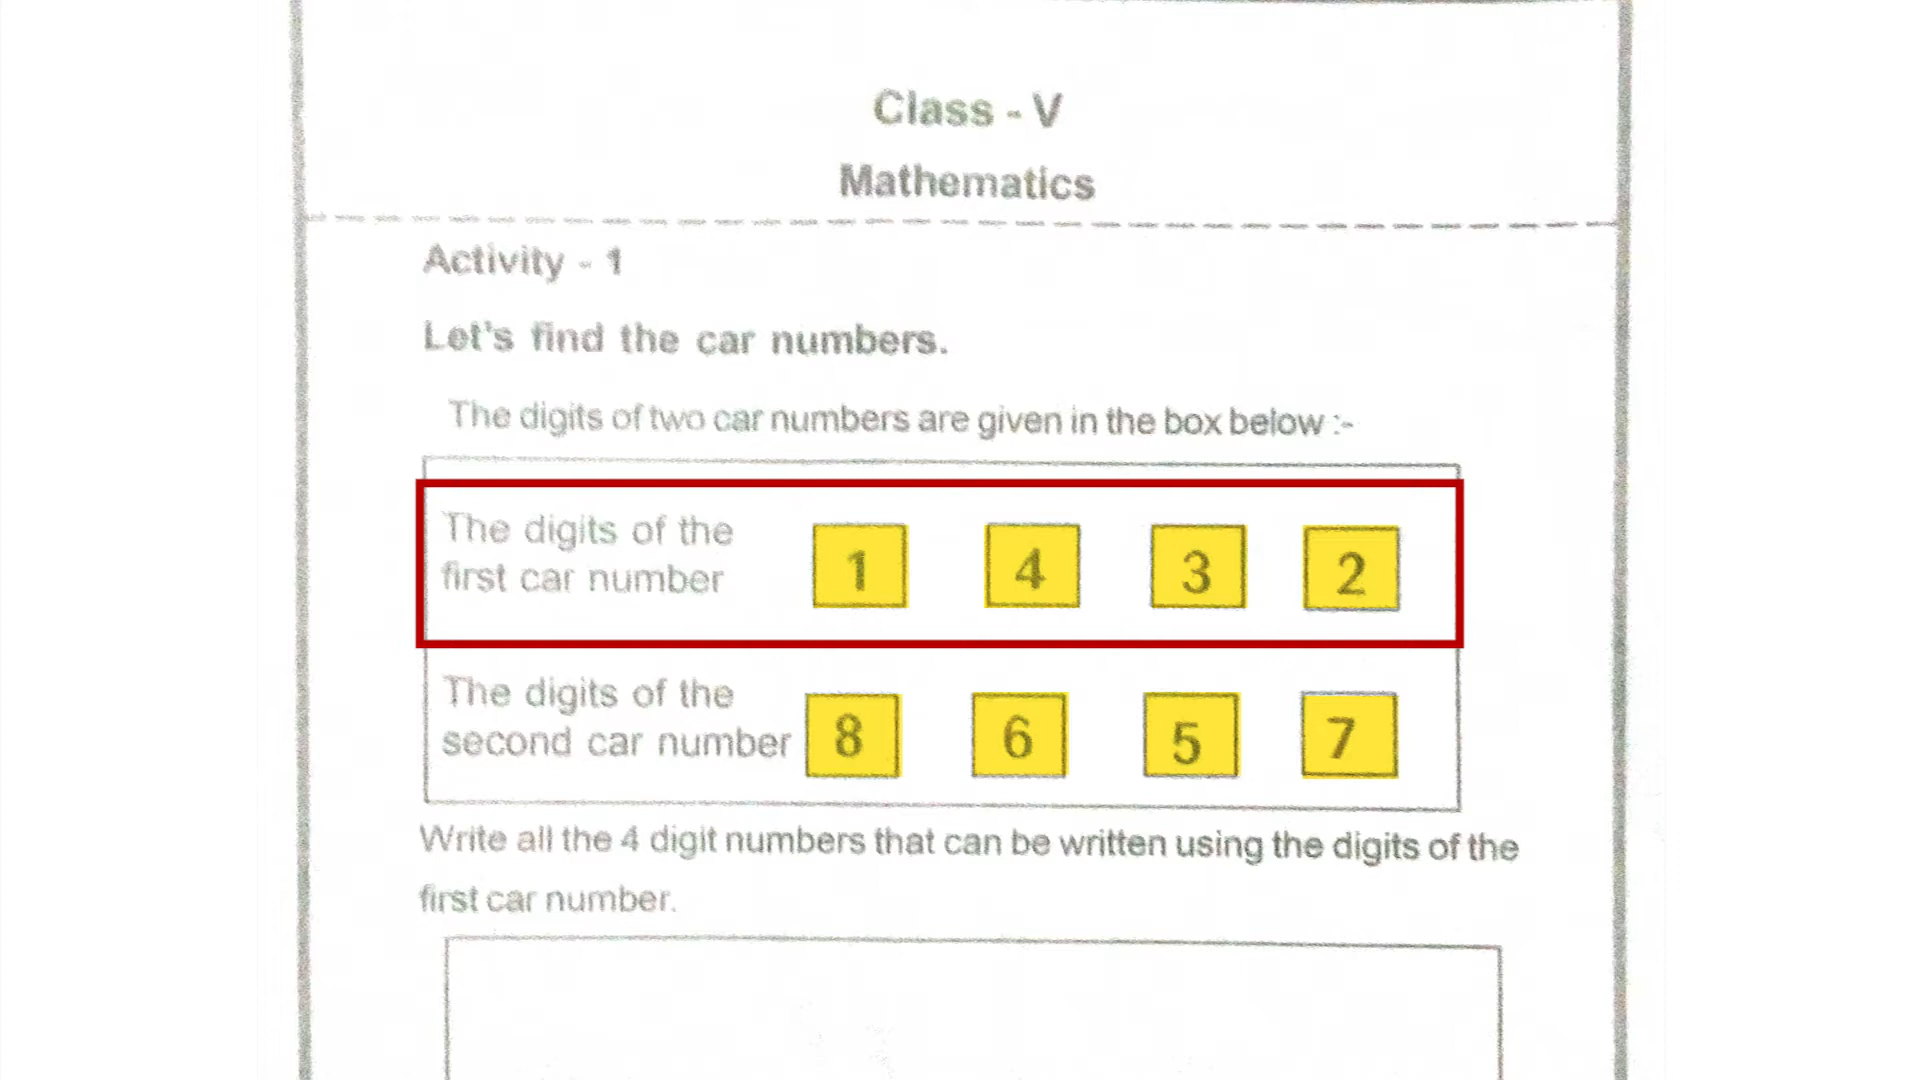 Class - V
Mathematics
Activity - 1
Let's find the car numbers.
The digits of two car numbers are given in the box below :-
The digits of the
first car number
1 4 3 2
The digits of the
second car number
8 6 5 7
Write all the 4 digit numbers that can be written using the digits of the
first car number.